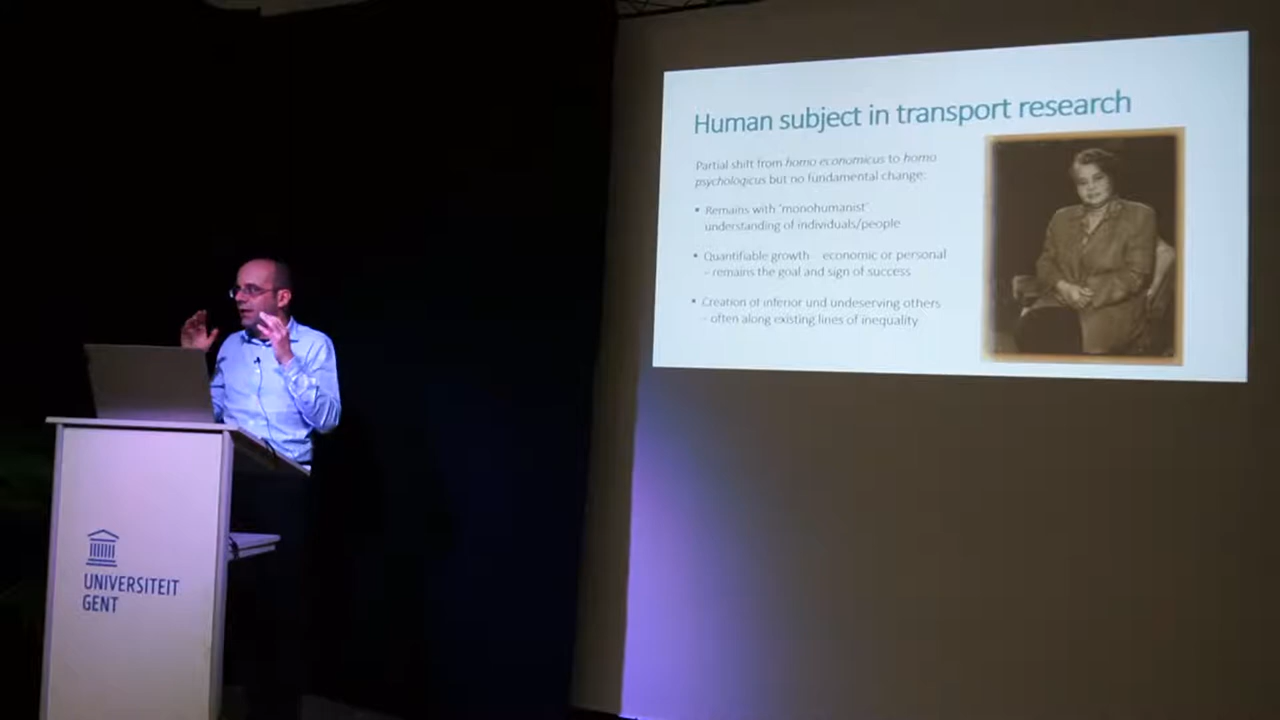 Human subject in transport research
Partial shift from homo economicus to homo
psychologicus but no fundamental change:
▪ Remains with 'monohumanist'
understanding of individuals/people
▪ Quantifiable growth – economic or personal
– remains the goal and sign of success
▪ Creation of inferior und undeserving others
– often along existing lines of inequality
UNIVERSITEIT
GENT